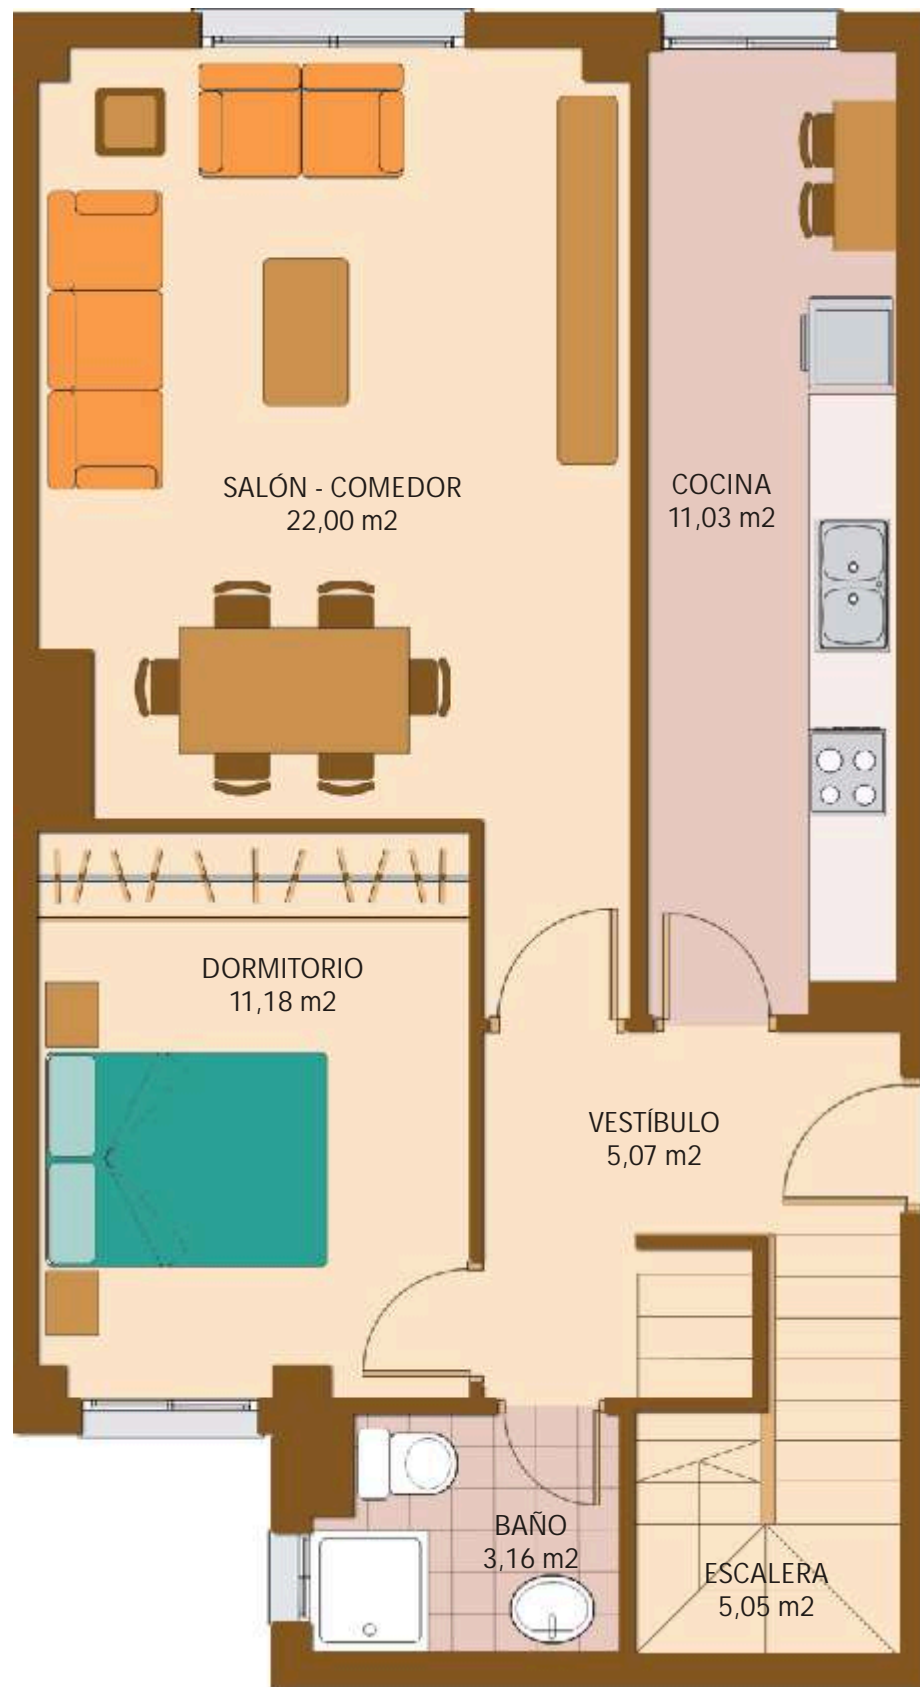 SALÓN - COMEDOR
22,00 m2
COCINA
11,03 m2
DORMITORIO
11,18 m2
VESTÍBULO
5,07 m2
BAÑO
3,16 m2
ESCALERA
5,05 m2